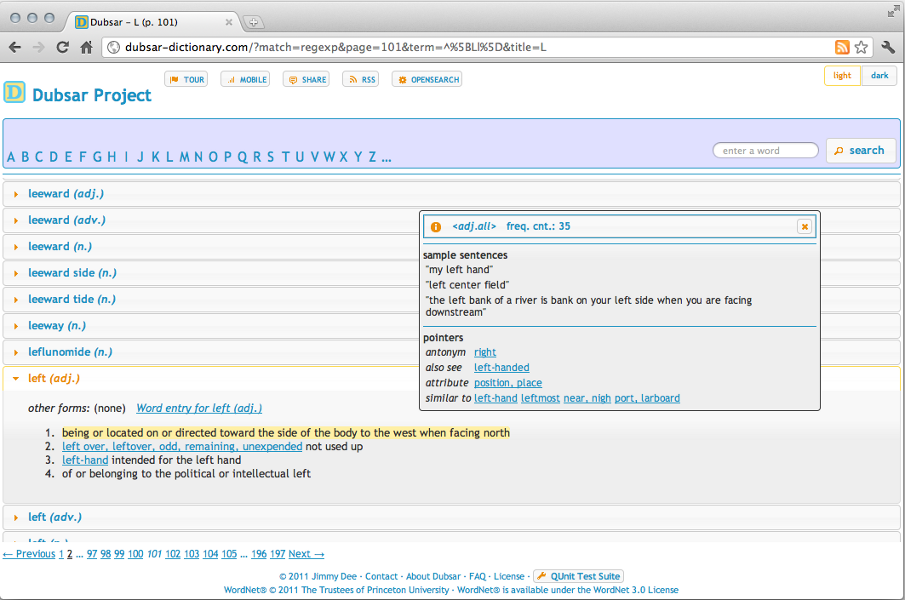 Dubsar – L (p. 101)
dubsar-dictionary.com/?match=regexp&page=101&term=^%5BLl%5D&title=L
D Dubsar Project
TOUR MOBILE SHARE RSS OPENSEARCH
light dark
A B C D E F G H I J K L M N O P Q R S T U V W X Y Z ...
enter a word search
leeward (adj.)
leeward (adv.)
leeward (n.)
leeward side (n.)
leeward tide (n.)
leeway (n.)
leflunomide (n.)
left (adj.)
other forms: (none) Word entry for left (adj.)
1. being or located on or directed toward the side of the body to the west when facing north
2. left over, leftover, odd, remaining, unexpended not used up
3. left-hand intended for the left hand
4. of or belonging to the political or intellectual left
left (adv.)
left (n.)
<adj.all> freq. cnt.: 35
sample sentences
"my left hand"
"left center field"
"the left bank of a river is bank on your left side when you are facing
downstream"
pointers
antonym right
also see left-handed
attribute position, place
similar to left-hand leftmost near, nigh port, larboard
← Previous 1 2 ... 97 98 99 100 101 102 103 104 105 ... 196 197 Next →
© 2011 Jimmy Dee · Contact · About Dubsar · FAQ · License · QUnit Test Suite
WordNet® © 2011 The Trustees of Princeton University · WordNet® is available under the WordNet 3.0 License